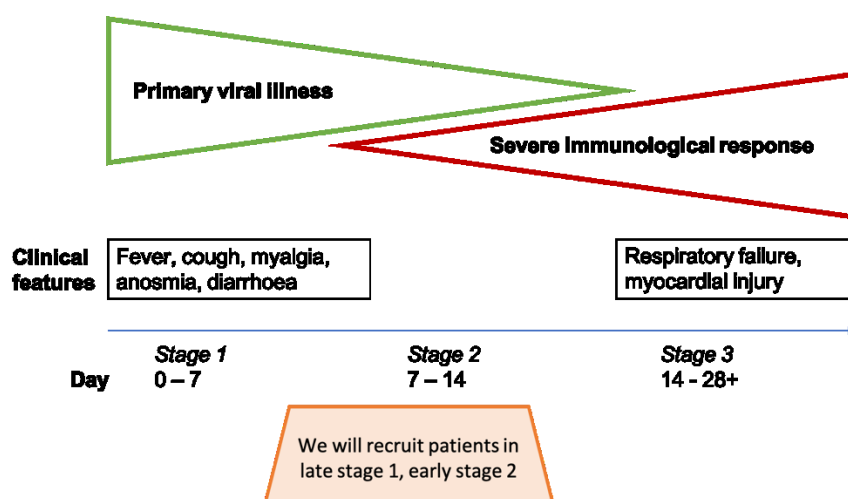 Primary viral illness
Severe immunological response
Clinical
features
Fever, cough, myalgia,
anosmia, diarrhoea
Respiratory failure,
myocardial injury
Stage 1
Stage 2
Stage 3
Day
0 – 7
7 – 14
14 - 28+
We will recruit patients in
late stage 1, early stage 2